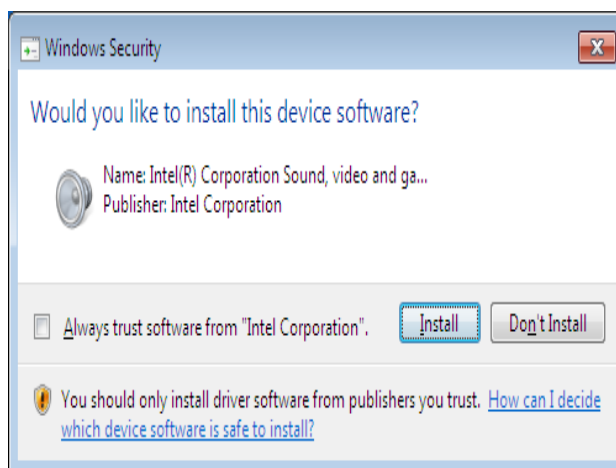 Windows Security
Would you like to install this device software?
Name: Intel(R) Corporation Sound, video and ga...
Publisher: Intel Corporation
Always trust software from "Intel Corporation".
Install
Don't Install
You should only install driver software from publishers you trust. How can I decide
which device software is safe to install?